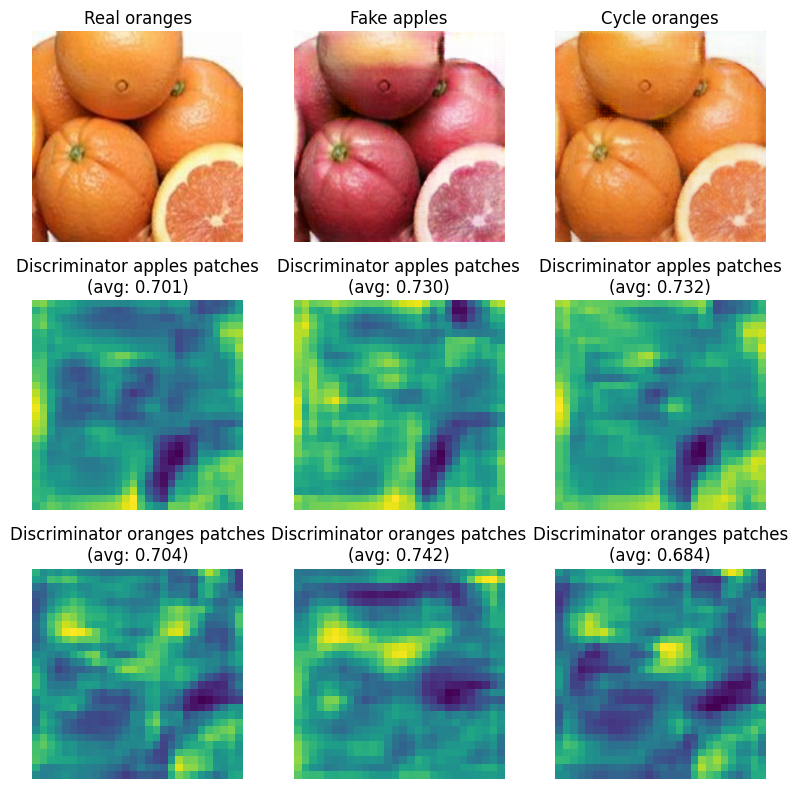 Real oranges
Fake apples
Cycle oranges
Discriminator apples patches
(avg: 0.701)
Discriminator apples patches
(avg: 0.730)
Discriminator apples patches
(avg: 0.732)
Discriminator oranges patches
(avg: 0.704)
Discriminator oranges patches
(avg: 0.742)
Discriminator oranges patches
(avg: 0.684)